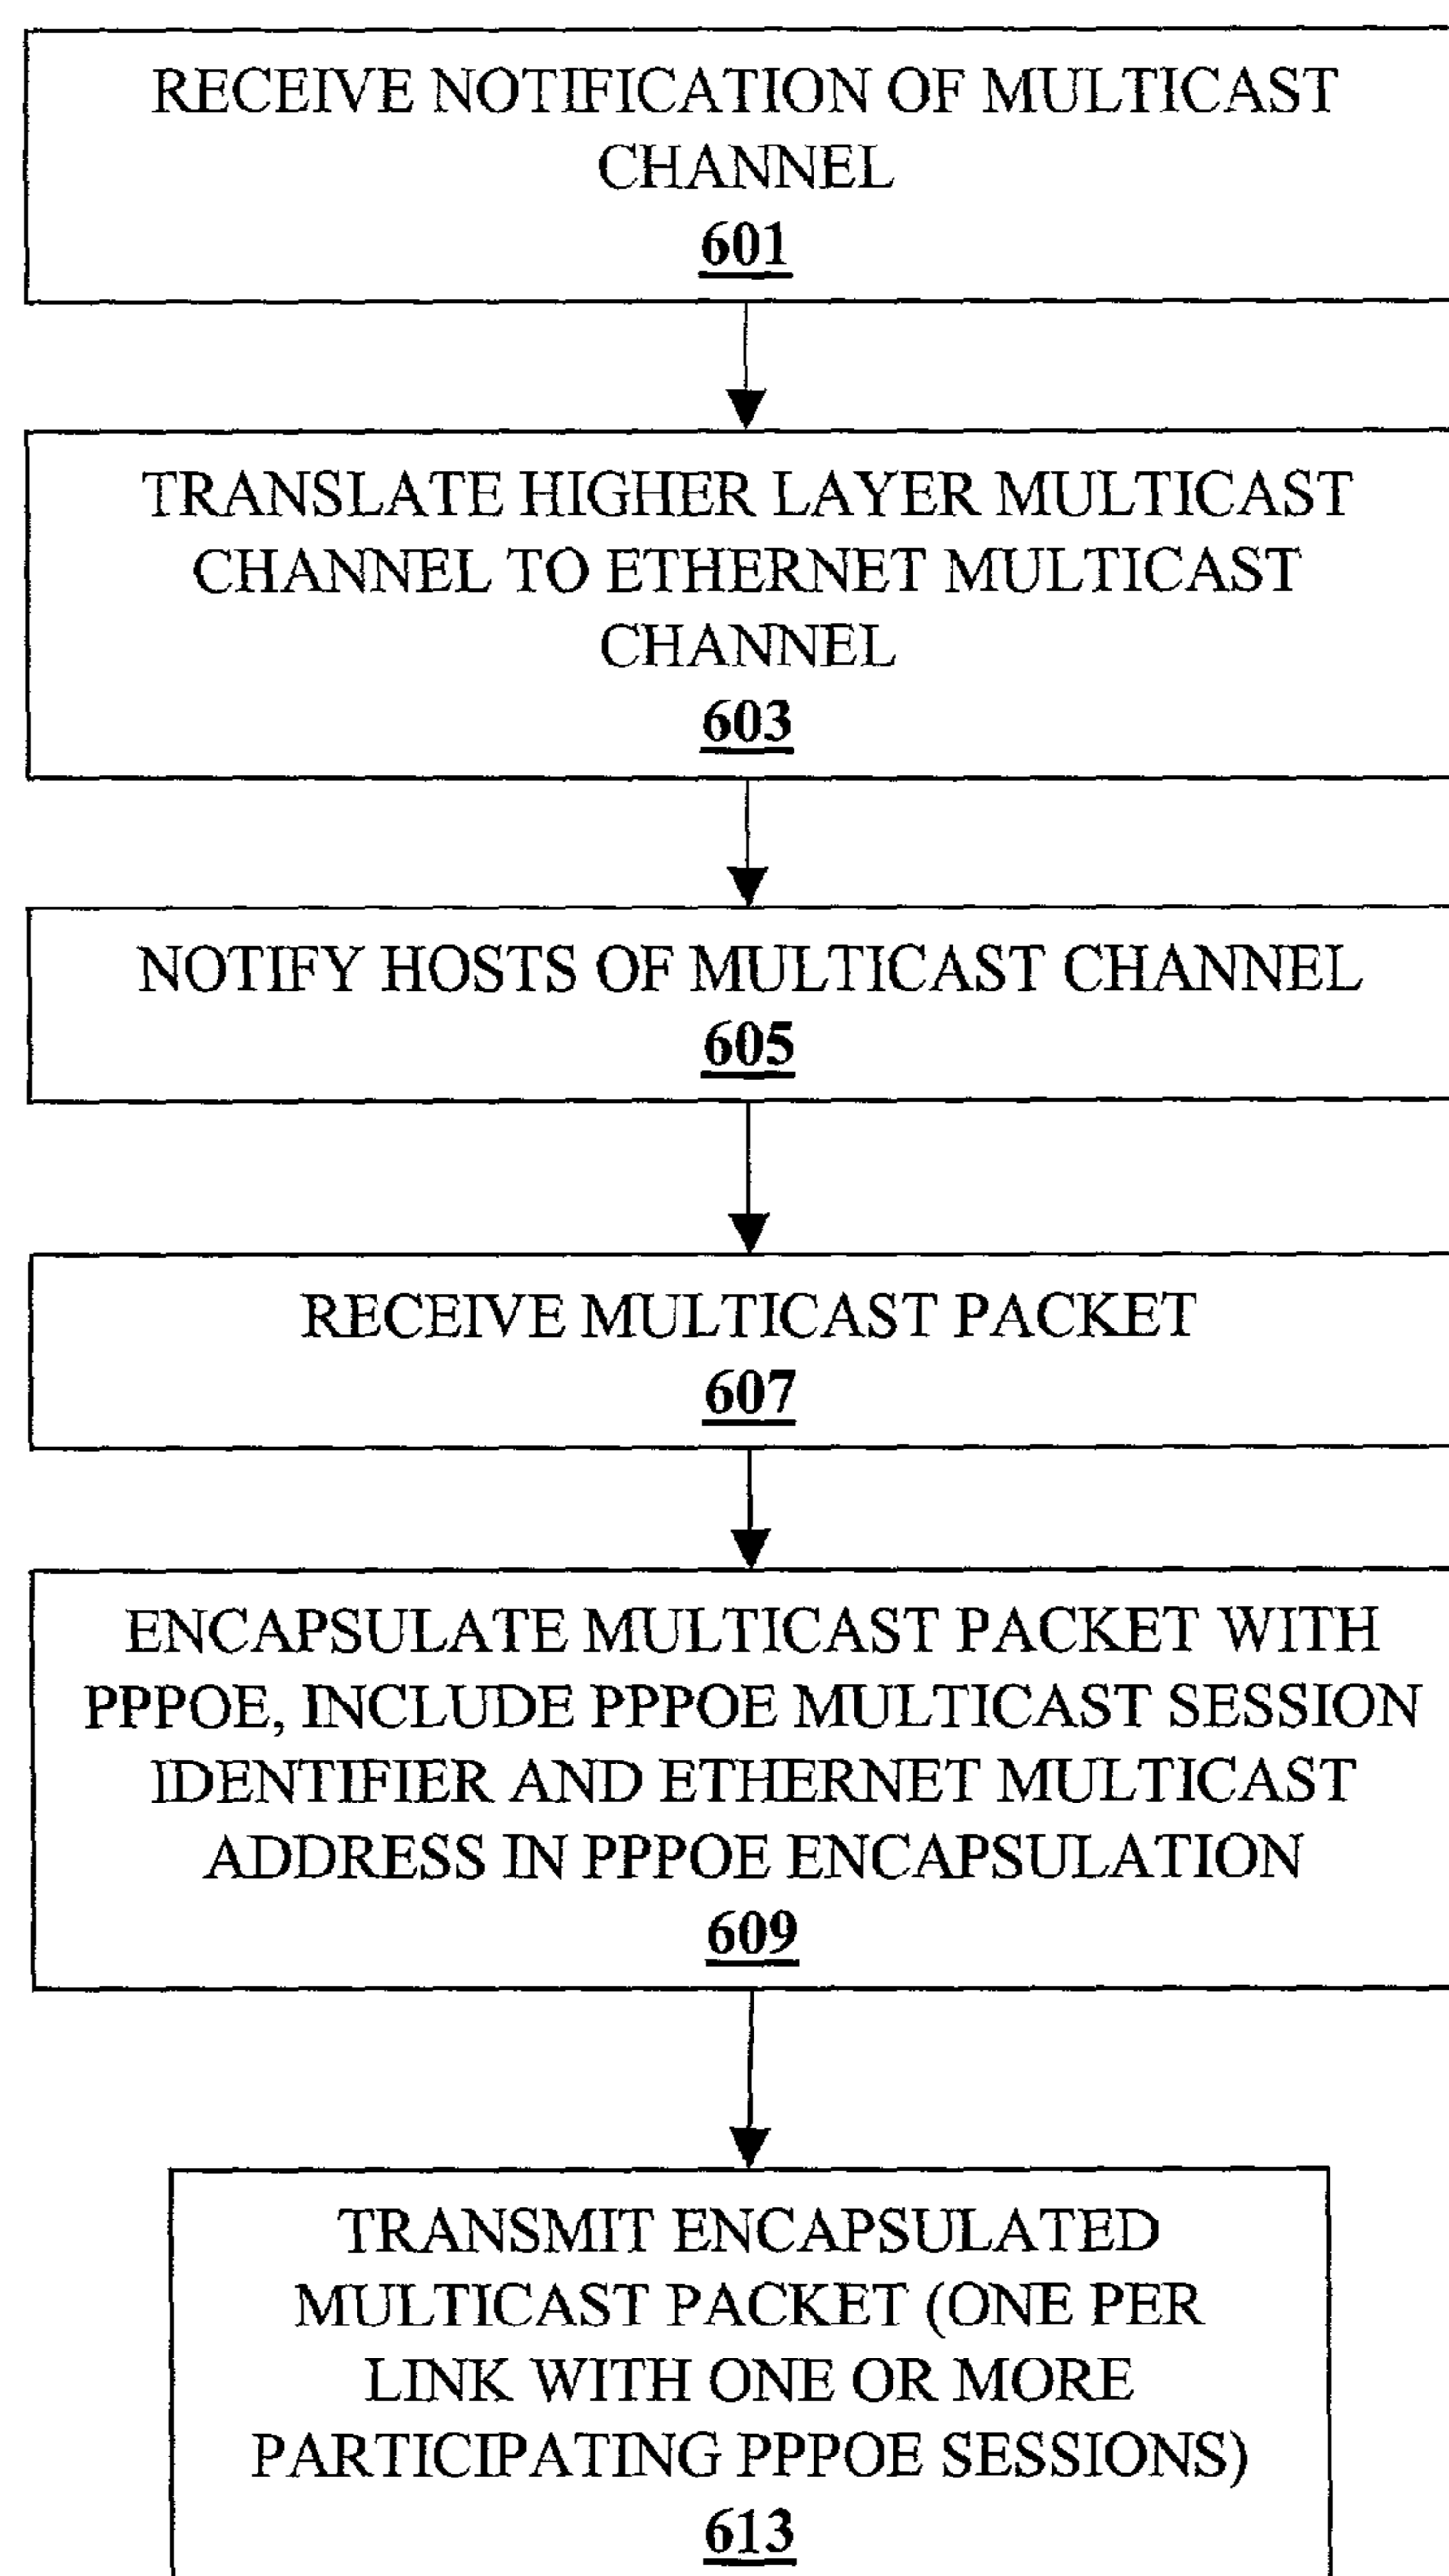 RECEIVE NOTIFICATION OF MULTICAST
CHANNEL
601
TRANSLATE HIGHER LAYER MULTICAST
CHANNEL TO ETHERNET MULTICAST
CHANNEL
603
NOTIFY HOSTS OF MULTICAST CHANNEL
605
RECEIVE MULTICAST PACKET
607
ENCAPSULATE MULTICAST PACKET WITH
PPPOE, INCLUDE PPPOE MULTICAST SESSION
IDENTIFIER AND ETHERNET MULTICAST
ADDRESS IN PPPOE ENCAPSULATION
609
TRANSMIT ENCAPSULATED
MULTICAST PACKET (ONE PER
LINK WITH ONE OR MORE
PARTICIPATING PPPOE SESSIONS)
613